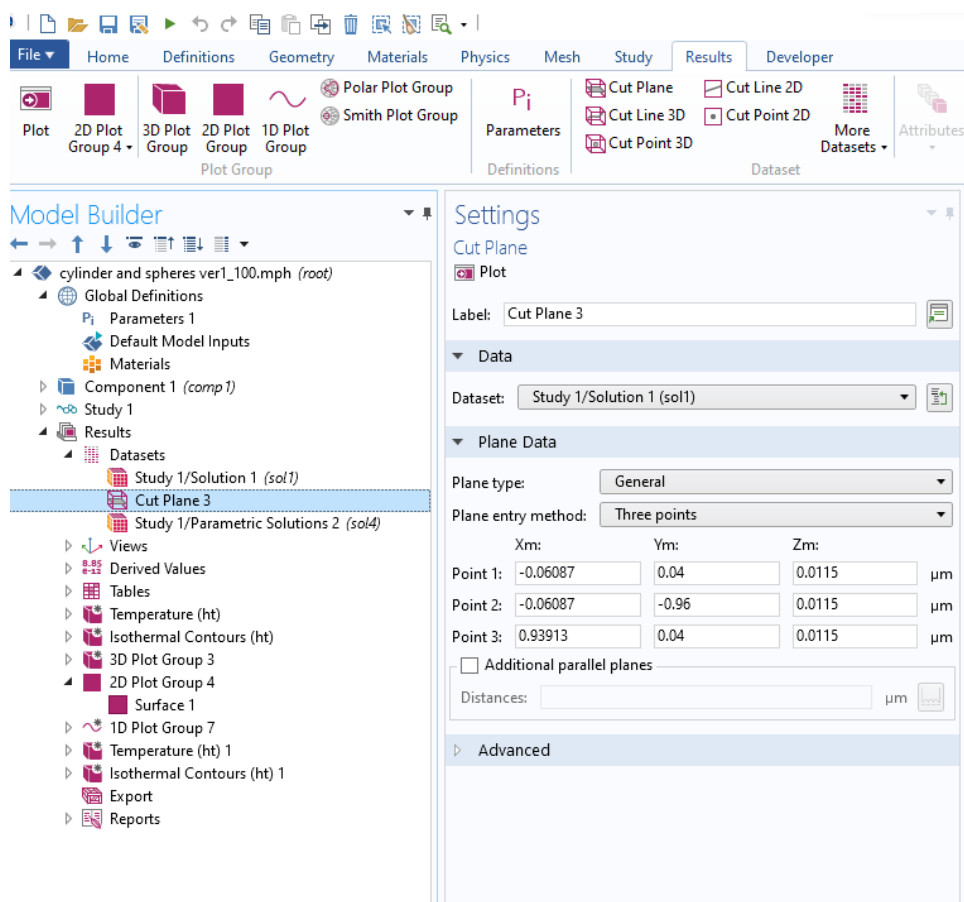 File ▾ Home Definitions Geometry Materials Physics Mesh Study Results Developer
Plot
2D Plot
Group 4
3D Plot
Group
2D Plot
Group
1D Plot
Group
Polar Plot Group
Smith Plot Group
Plot Group
Pi
Parameters
Definitions
Cut Plane
Cut Line 3D
Cut Point 3D
Cut Line 2D
Cut Point 2D
More
Datasets
Dataset
Attributes
Model Builder
cylinder and spheres ver1_100.mph (root)
Global Definitions
Pi Parameters 1
Default Model Inputs
Materials
Component 1 (comp1)
Study 1
Results
Datasets
Study 1/Solution 1 (sol1)
Cut Plane 3
Study 1/Parametric Solutions 2 (sol4)
Views
8.85
e-12
Derived Values
Tables
Temperature (ht)
Isothermal Contours (ht)
3D Plot Group 3
2D Plot Group 4
Surface 1
1D Plot Group 7
Temperature (ht) 1
Isothermal Contours (ht) 1
Export
Reports
Settings
Cut Plane
Plot
Label: Cut Plane 3
Data
Dataset: Study 1/Solution 1 (sol1)
Plane Data
Plane type: General
Plane entry method: Three points
Xm: Ym: Zm:
Point 1: -0.06087 0.04 0.0115 µm
Point 2: -0.06087 -0.96 0.0115 µm
Point 3: 0.93913 0.04 0.0115 µm
Additional parallel planes
Distances: µm
Advanced